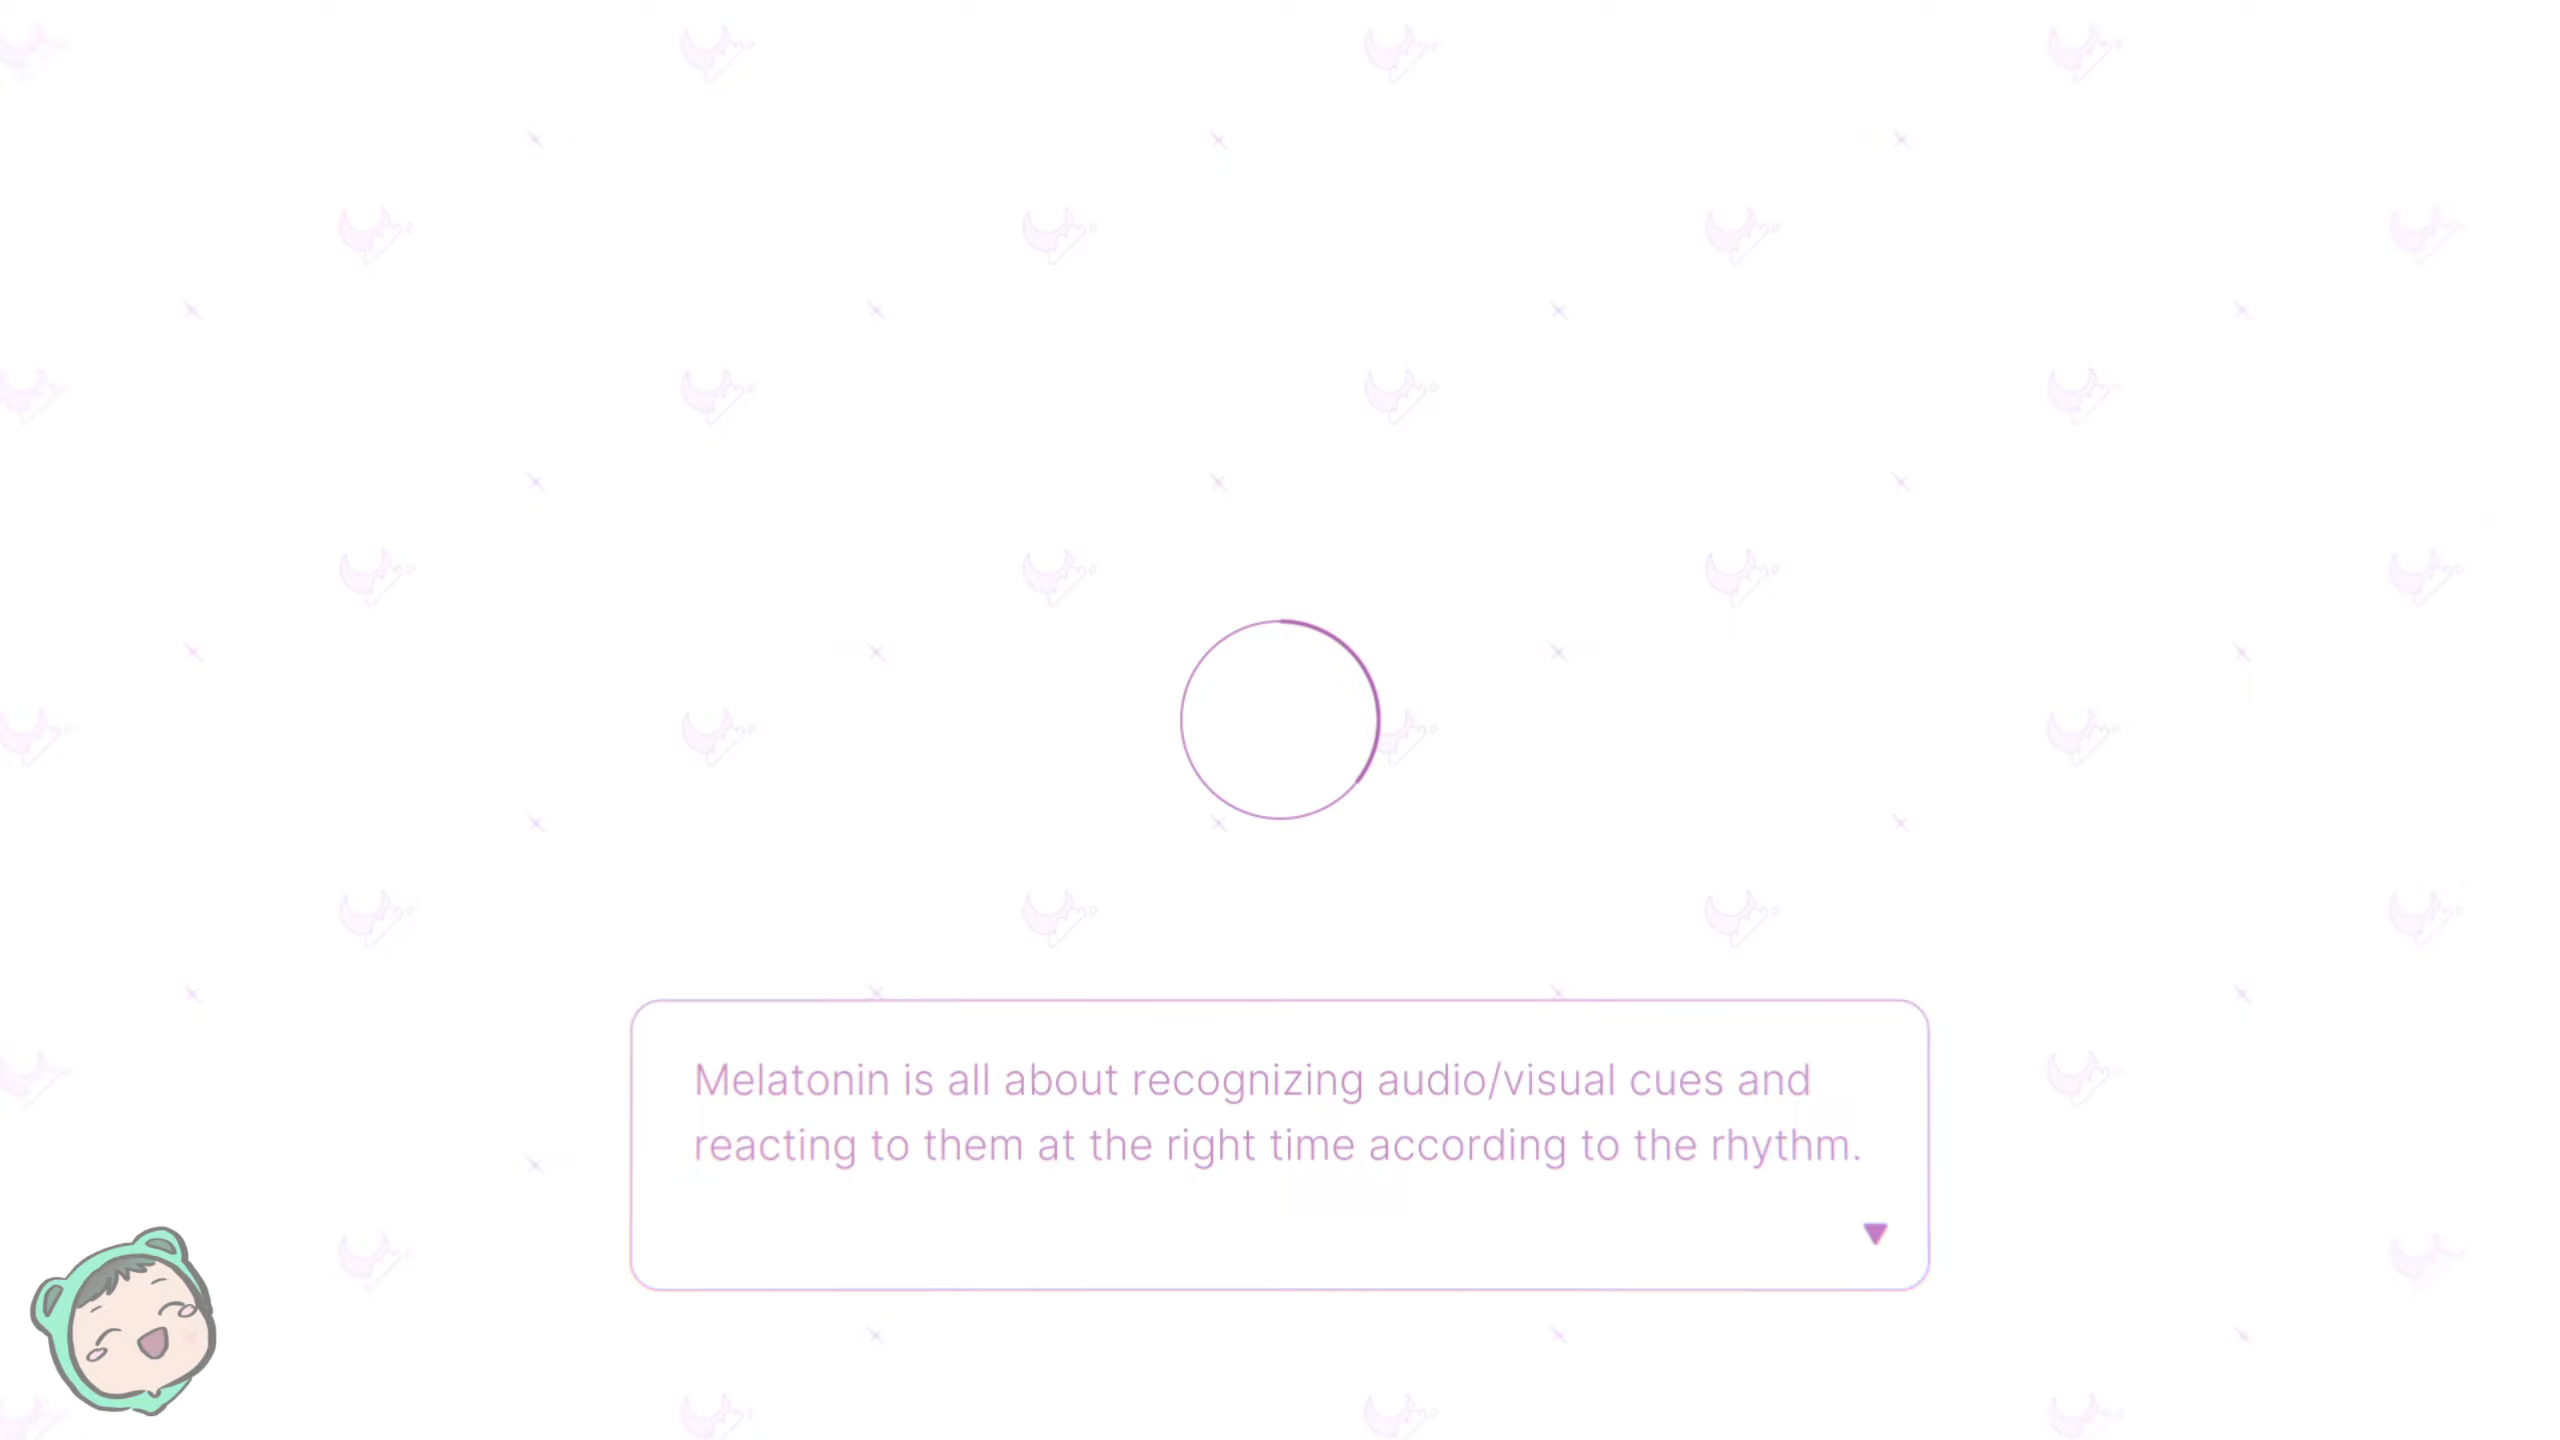 Melatonin is all about recognizing audio/visual cues and
reacting to them at the right time according to the rhythm.